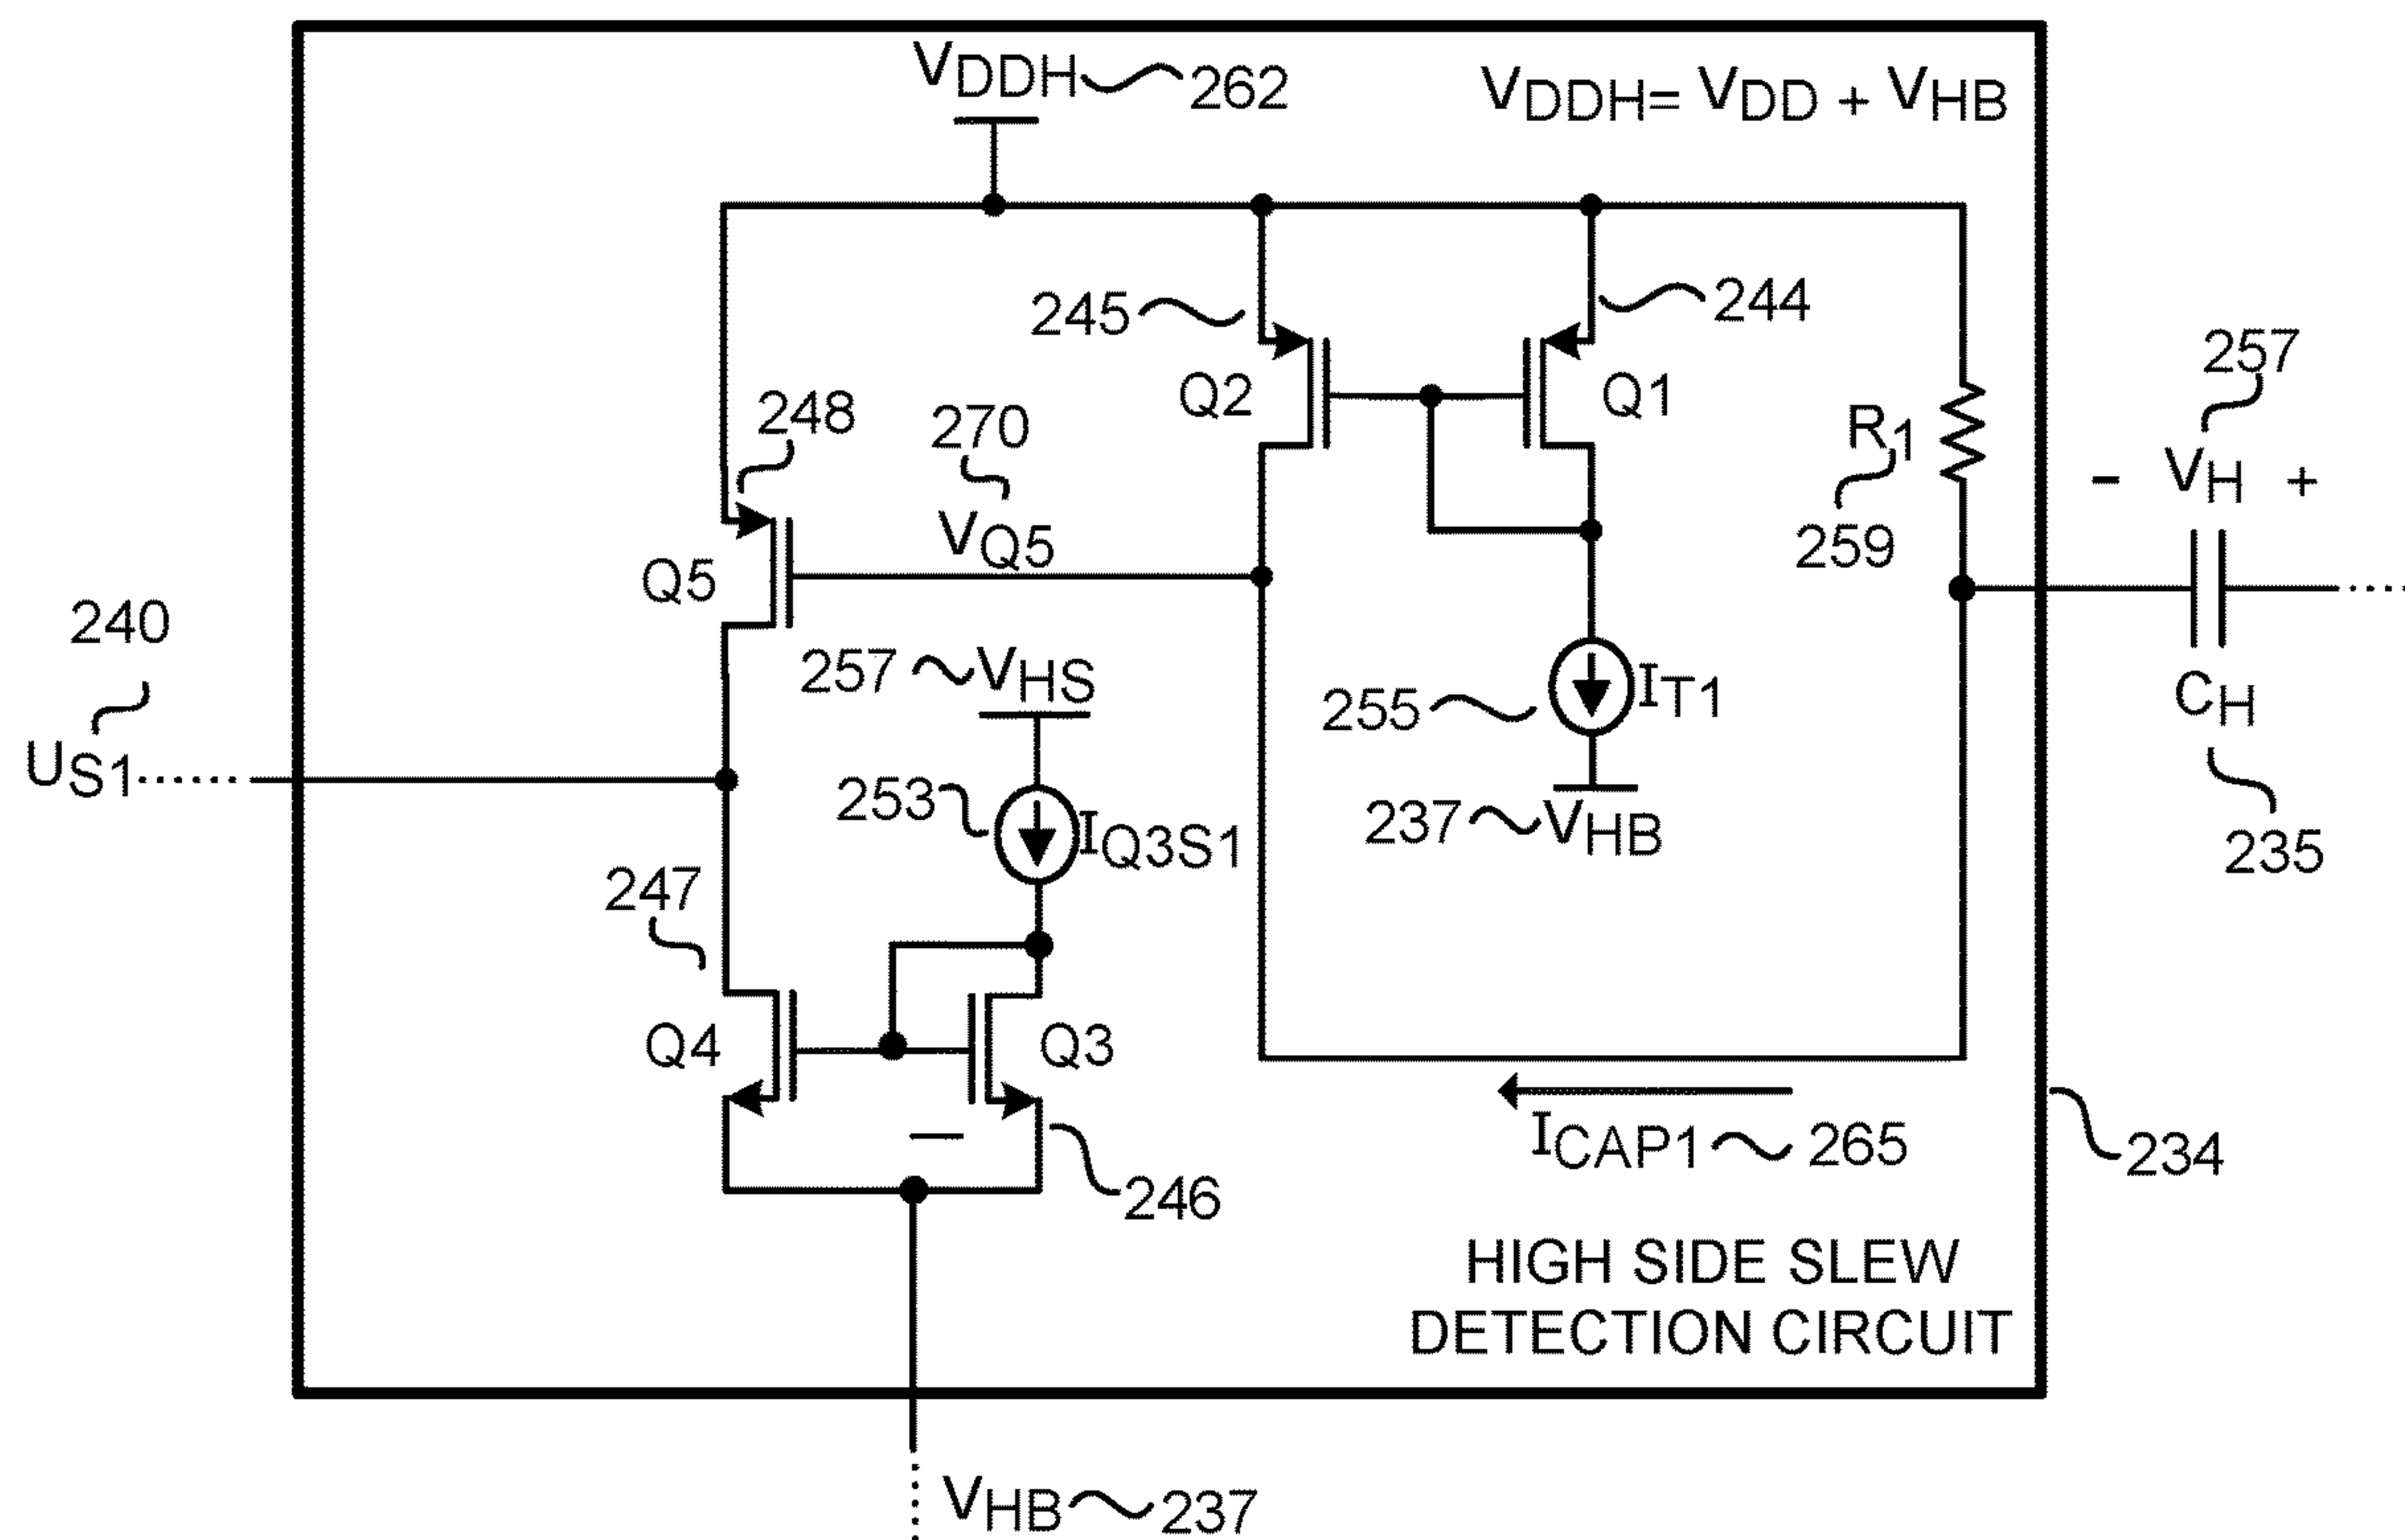 VDDH 262
VDDH= VDD + VHB
245
244
Q2
Q1
248
270
VQ5
Q5
R1
259
257
- VH +
CH
235
240
US1
257 VHS
253 IQ3S1
255 IT1
237 VHB
247
Q4
Q3
246
ICAP1 265
234
HIGH SIDE SLEW
DETECTION CIRCUIT
VHB 237